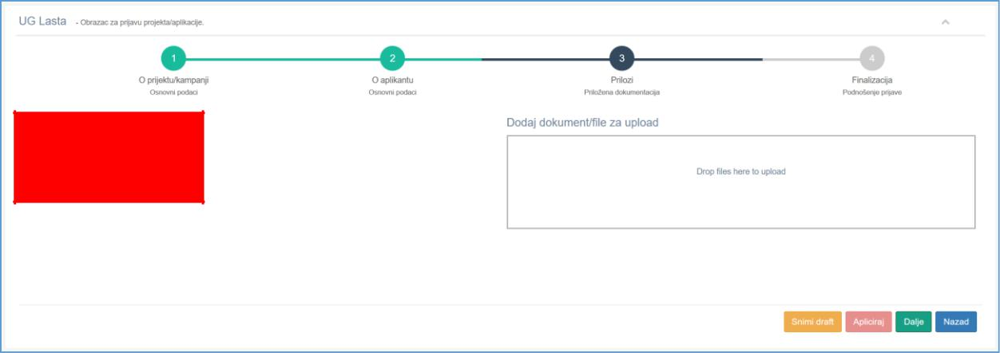 UG Lasta - Obrazac za prijavu projekta/aplikacije.
1 2 3 4
O prijektu/kampanji O aplikantu Prilozi Finalizacija
Osnovni podaci Osnovni podaci Priložena dokumentacija Podnošenje prijave
Dodaj dokument/file za upload
Drop files here to upload
Snimi draft Apliciraj Dalje Nazad